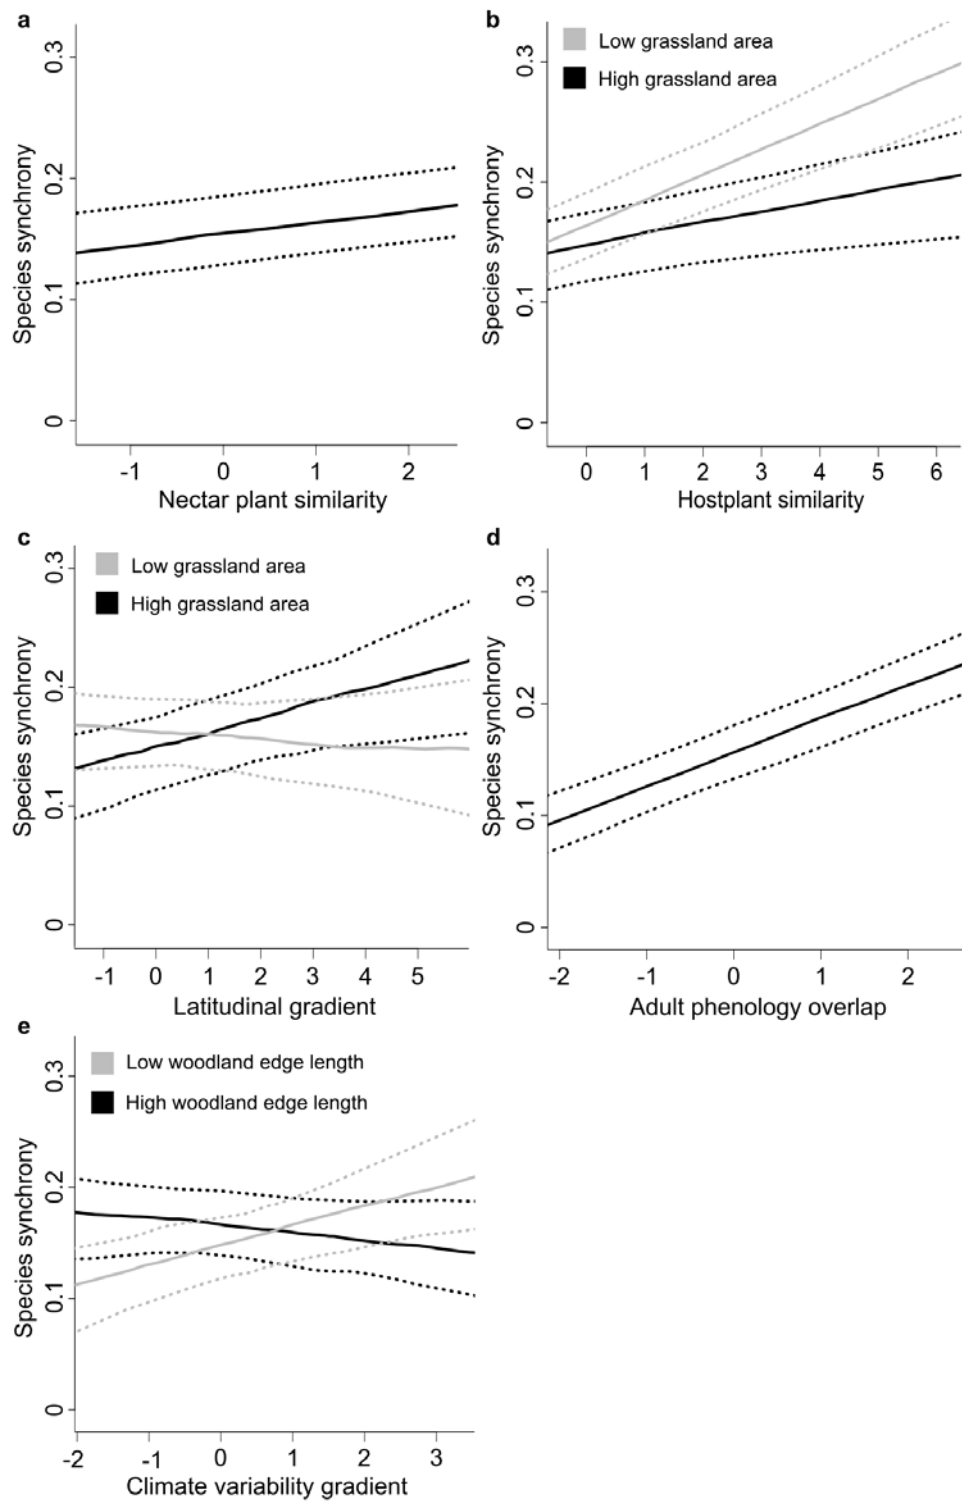 a
0.3
0.2
0.1
0
Species synchrony
-1 0 1 2
Nectar plant similarity
b
Low grassland area
High grassland area
0.3
0.2
0.1
0
Species synchrony
0 1 2 3 4 5 6
Hostplant similarity
c
Low grassland area
High grassland area
0.3
0.2
0.1
0
Species synchrony
-1 0 1 2 3 4 5
Latitudinal gradient
d
0.3
0.2
0.1
0
Species synchrony
-2 -1 0 1 2
Adult phenology overlap
e
Low woodland edge length
High woodland edge length
0.3
0.2
0.1
0
Species synchrony
-2 -1 0 1 2 3
Climate variability gradient